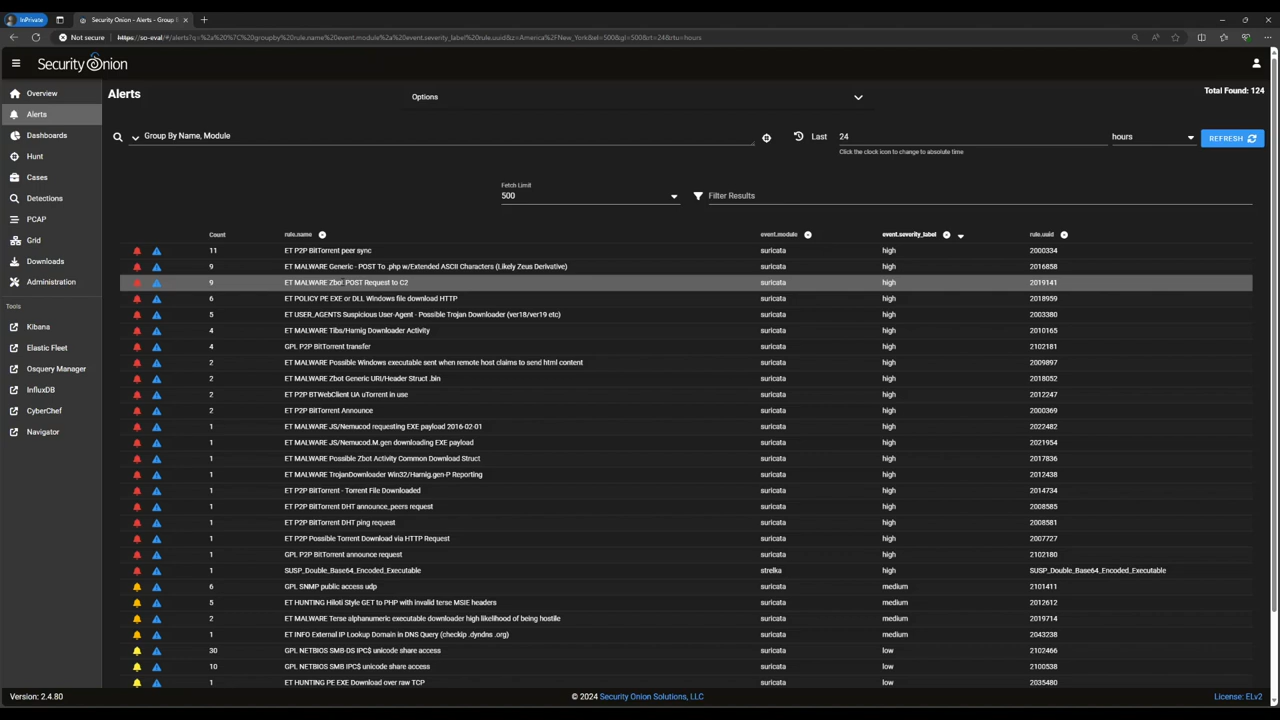 InPrivate
Security Onion - Alerts - Group
Not secure
https://so-eval/#/alerts?q=%2a%20%7C%20groupby%20rule.name%20event.module%2a%20event.severity_label%20rule.uuid&z=America%2FNew_York&el=500&gl=500&rt=24&rtu=hours
Security Onion
Overview
Alerts
Dashboards
Hunt
Cases
Detections
PCAP
Grid
Downloads
Administration
Tools
Kibana
Elastic Fleet
Osquery Manager
InfluxDB
CyberChef
Navigator
Alerts
Options
Total Found: 124
Group By Name, Module
Last 24 hours
Click the clock icon to change to absolute time
REFRESH
Fetch Limit
500
Filter Results
Count rule.name event.module event.severity_label rule.uuid
11 ET P2P BitTorrent peer sync suricata high 2000334
9 ET MALWARE Generic - POST To .php w/Extended ASCII Characters (Likely Zeus Derivative) suricata high 2016858
9 ET MALWARE Zbot POST Request to C2 suricata high 2019141
6 ET POLICY PE EXE or DLL Windows file download HTTP suricata high 2018959
5 ET USER_AGENTS Suspicious User-Agent - Possible Trojan Downloader (ver18/ver19 etc) suricata high 2003380
4 ET MALWARE Tibs/Harnig Downloader Activity suricata high 2010165
4 GPL P2P BitTorrent transfer suricata high 2102181
2 ET MALWARE Possible Windows executable sent when remote host claims to send html content suricata high 2009897
2 ET MALWARE Zbot Generic URI/Header Struct .bin suricata high 2018052
2 ET P2P BTWebClient UA uTorrent in use suricata high 2012247
2 ET P2P BitTorrent Announce suricata high 2000369
1 ET MALWARE JS/Nemucod requesting EXE payload 2016-02-01 suricata high 2022482
1 ET MALWARE JS/Nemucod.M.gen downloading EXE payload suricata high 2021954
1 ET MALWARE Possible Zbot Activity Common Download Struct suricata high 2017836
1 ET MALWARE TrojanDownloader Win32/Harnig.gen-P Reporting suricata high 2012438
1 ET P2P BitTorrent - Torrent File Downloaded suricata high 2014734
1 ET P2P BitTorrent DHT announce_peers request suricata high 2008585
1 ET P2P BitTorrent DHT ping request suricata high 2008581
1 ET P2P Possible Torrent Download via HTTP Request suricata high 2007727
1 GPL P2P BitTorrent announce request suricata high 2102180
1 SUSP_Double_Base64_Encoded_Executable strelka high SUSP_Double_Base64_Encoded_Executable
6 GPL SNMP public access udp suricata medium 2101411
5 ET HUNTING Hiloti Style GET to PHP with invalid terse MSIE headers suricata medium 2012612
2 ET MALWARE Terse alphanumeric executable downloader high likelihood of being hostile suricata medium 2019714
1 ET INFO External IP Lookup Domain in DNS Query (checkip .dyndns .org) suricata medium 2043238
30 GPL NETBIOS SMB-DS IPC$ unicode share access suricata low 2102466
10 GPL NETBIOS SMB IPC$ unicode share access suricata low 2100538
1 ET HUNTING PE EXE Download over raw TCP suricata low 2035480
Version: 2.4.80
© 2024 Security Onion Solutions, LLC
License: ELv2